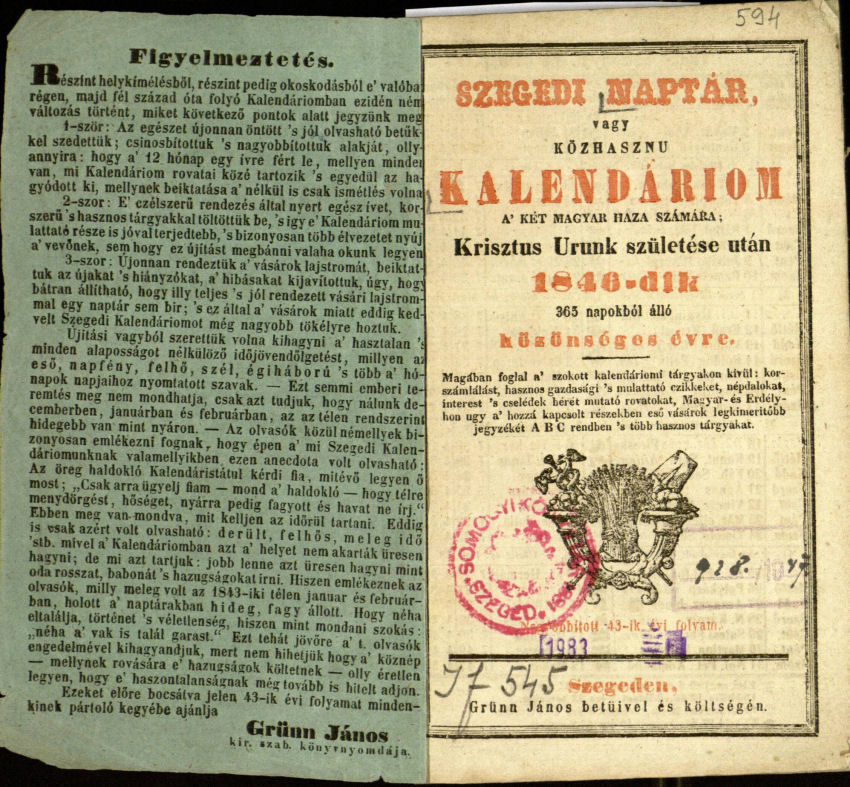 Figyelmeztetés.
Részint helykímélésből, részint pedig okoskodásból e' valóba
régen, majd fél század óta folyó Kalendáriomban ezidén ném
változás történt, miket következő pontok alatt jegyzünk meg
1-ször: Az egészet újonnan öntött 's jól olvasható betűk-
kel szedettük; csinosbítottuk 's nagyobbítottuk alakját, olly
annyira: hogy a' 12 hónap egy ívre fért le, mellyen minden
van, mi Kalendáriom rovatai közé tartozik 's egyedül az ha
gyódott ki, mellynek beiktatása a' nélkül is csak ismétlés volna
2-szor: E' czélszerű rendezés által nyert egész ívet, kor-
szerű 's hasznos tárgyakkal töltöttük be, 's igy e' Kalendáriom mu-
lattató része is jóval terjedtebb, 's bizonyosan több élvezetet nyúj
a' vevőnek, sem hogy ez újítást megbánni valaha okunk legyen
3-szor: Újonnan rendeztük a' vásárok lajstromát, beiktat-
tuk az újakat 's hiányzókat, a' hibásakat kijavítottuk, úgy, hogy
bátran állítható, hogy illy teljes 's jól rendezett vásári lajstrom-
mal egy naptár sem bir; 's ez által a' vásárok miatt eddig ked-
velt Szegedi Kalendáriomot még nagyobb tökélyre hoztuk.
Újítási vagyból szerettük volna kihagyni a' hasztalan 's
minden alaposságot nélkülöző időjövendölgetést, millyen az
eső, napfény, felhő, szél, égiháború 's több a' hó-
napok napjaihoz nyomtatott szavak. — Ezt semmi emberi te-
remtés meg nem mondhatja, csak azt tudjuk, hogy nálunk de-
cemberben, januárban és februárban, az az télen rendszerint
hidegebb van mint nyáron. — Az olvasók közül némellyek bi-
zonyosan emlékezni fognak, hogy épen a' mi Szegedi Kalen-
dáriomunknak valamellyikben ezen anecdota volt olvasható:
Az öreg haldokló Kalendáristátul kérdi fia, mitévő legyen ő
most; „Csak arra ügyelj fiam — mond a' haldokló — hogy télre
menydörgést, hőséget, nyárra pedig fagyott és havat ne írj."
Ebben meg van mondva, mit kelljen az időrül tartani. Eddig
is csak azért volt olvasható: derült, felhős, meleg idő
'stb. mivel a' Kalendáriomban azt a' helyet nem akarták üresen
hagyni; de mi azt tartjuk: jobb lenne azt üresen hagyni mint
oda rosszat, babonát 's hazugságokat irni. Hiszen emlékeznek az
olvasók, milly meleg volt az 1843-iki télen januar és február-
ban, holott a' naptárakban hideg, fagy állott. Hogy néha
eltalálja, történet 's véletlenség, hiszen mint mondani szokás:
„néha a' vak is talál garast." Ezt tehát jövőre a' t. olvasók
engedelmével kihagyandjuk, mert nem hihetjük hogy a' köznép
— mellynek rovására e' hazugságok költetnek — olly éretlen
legyen, hogy e' haszontalanságnak még tovább is hitelt adjon.
Ezeket előre bocsátva jelen 43-ik évi folyamat minden-
kinek pártoló kegyébe ajánlja
Grünn János
kir. szab. könyvnyomdája.
594
SZEGEDI NAPTÁR,
vagy
KÖZHASZNU
KALENDÁRIOM
A' KÉT MAGYAR HAZA SZÁMÁRA;
Krisztus Urunk születése után
1846-dik
365 napokból álló
közönséges évre.
Magában foglal a' szokott kalendáriomi tárgyakon kivül: kor-
számlálást, hasznos gazdasági 's mulattató czikkeket, népdalokat,
interest 's cselédek bérét mutató rovatokat, Magyar- és Erdély-
hon ugy a' hozzá kapcsolt részekben eső vásárok legkimerítőbb
jegyzékét A B C rendben 's több hasznos tárgyakat.
SOMOGYI-KÖ
SZEGED 1881
928. / 1947
Nagyobbított 43-ik évi folyam.
1983
If 545
Szegeden,
Grünn János betüivel és költségén.